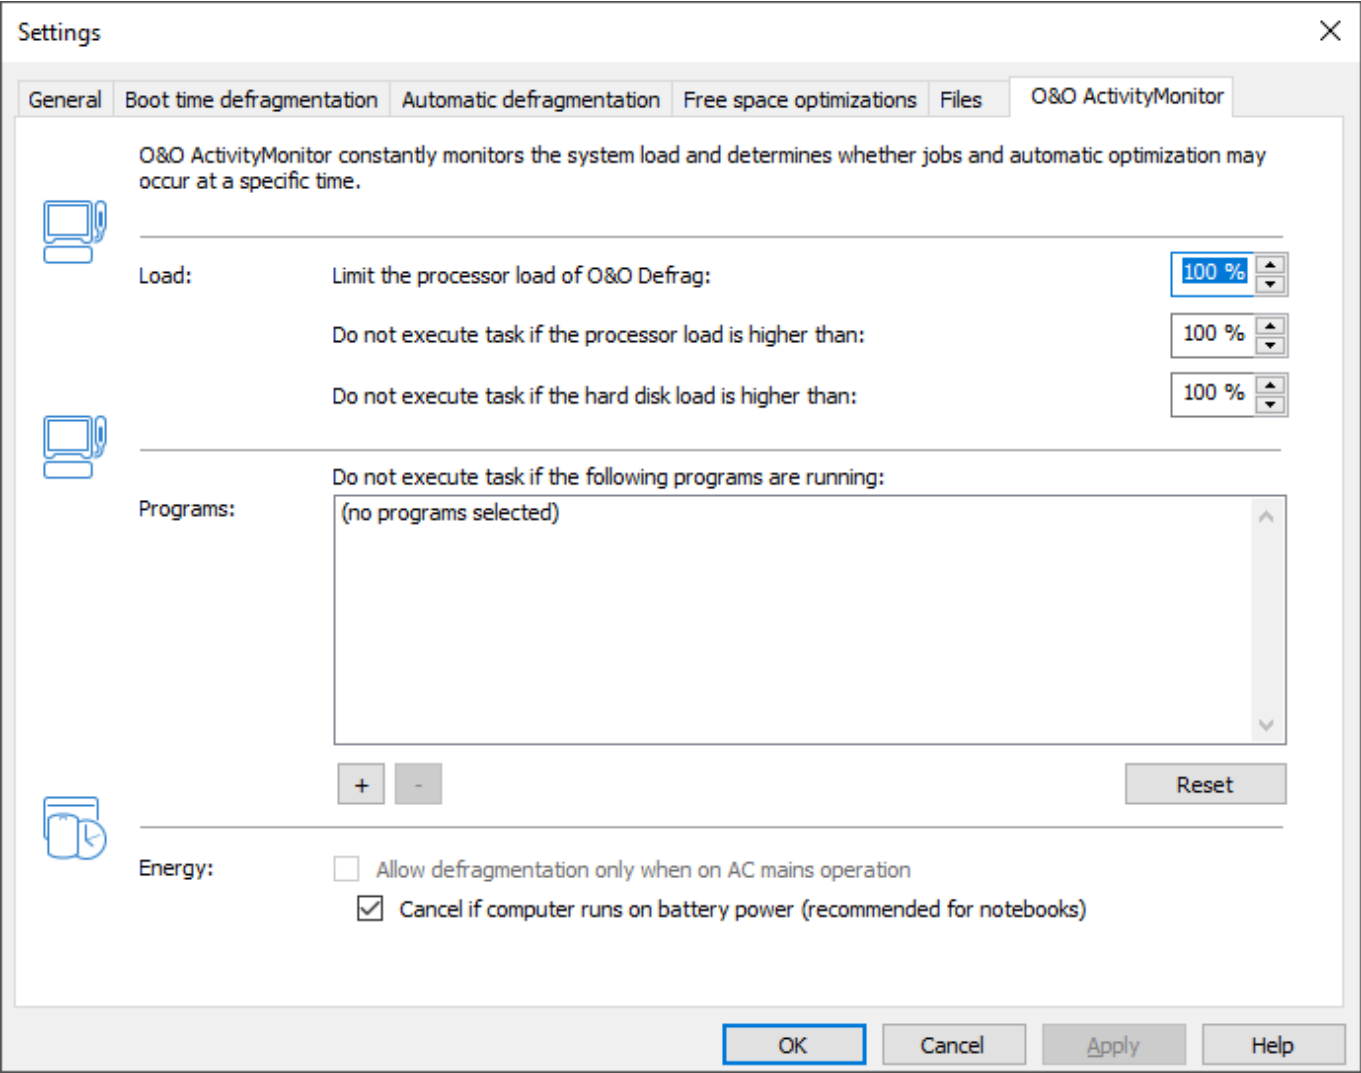 Settings
General Boot time defragmentation Automatic defragmentation Free space optimizations Files O&O ActivityMonitor
O&O ActivityMonitor constantly monitors the system load and determines whether jobs and automatic optimization may
occur at a specific time.
Load: Limit the processor load of O&O Defrag: 100 %
Do not execute task if the processor load is higher than: 100 %
Do not execute task if the hard disk load is higher than: 100 %
Do not execute task if the following programs are running:
Programs: (no programs selected)
+ - Reset
Energy: Allow defragmentation only when on AC mains operation
Cancel if computer runs on battery power (recommended for notebooks)
OK Cancel Apply Help